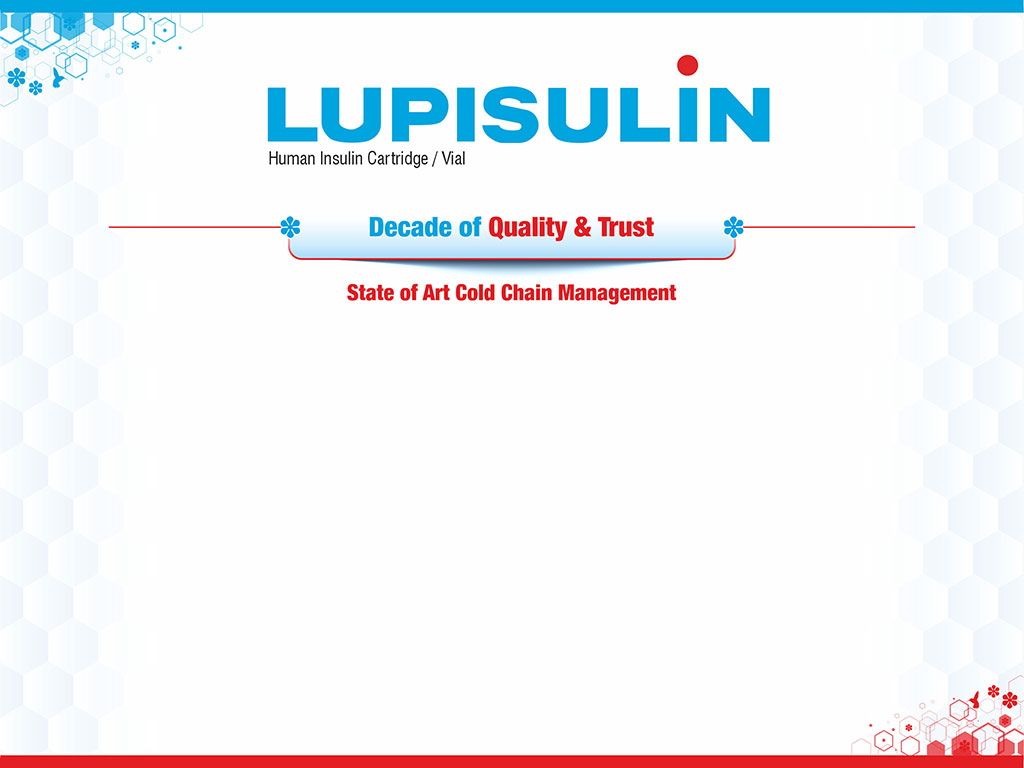 LUPISULIN
Human Insulin Cartridge / Vial
Decade of Quality & Trust
State of Art Cold Chain Management